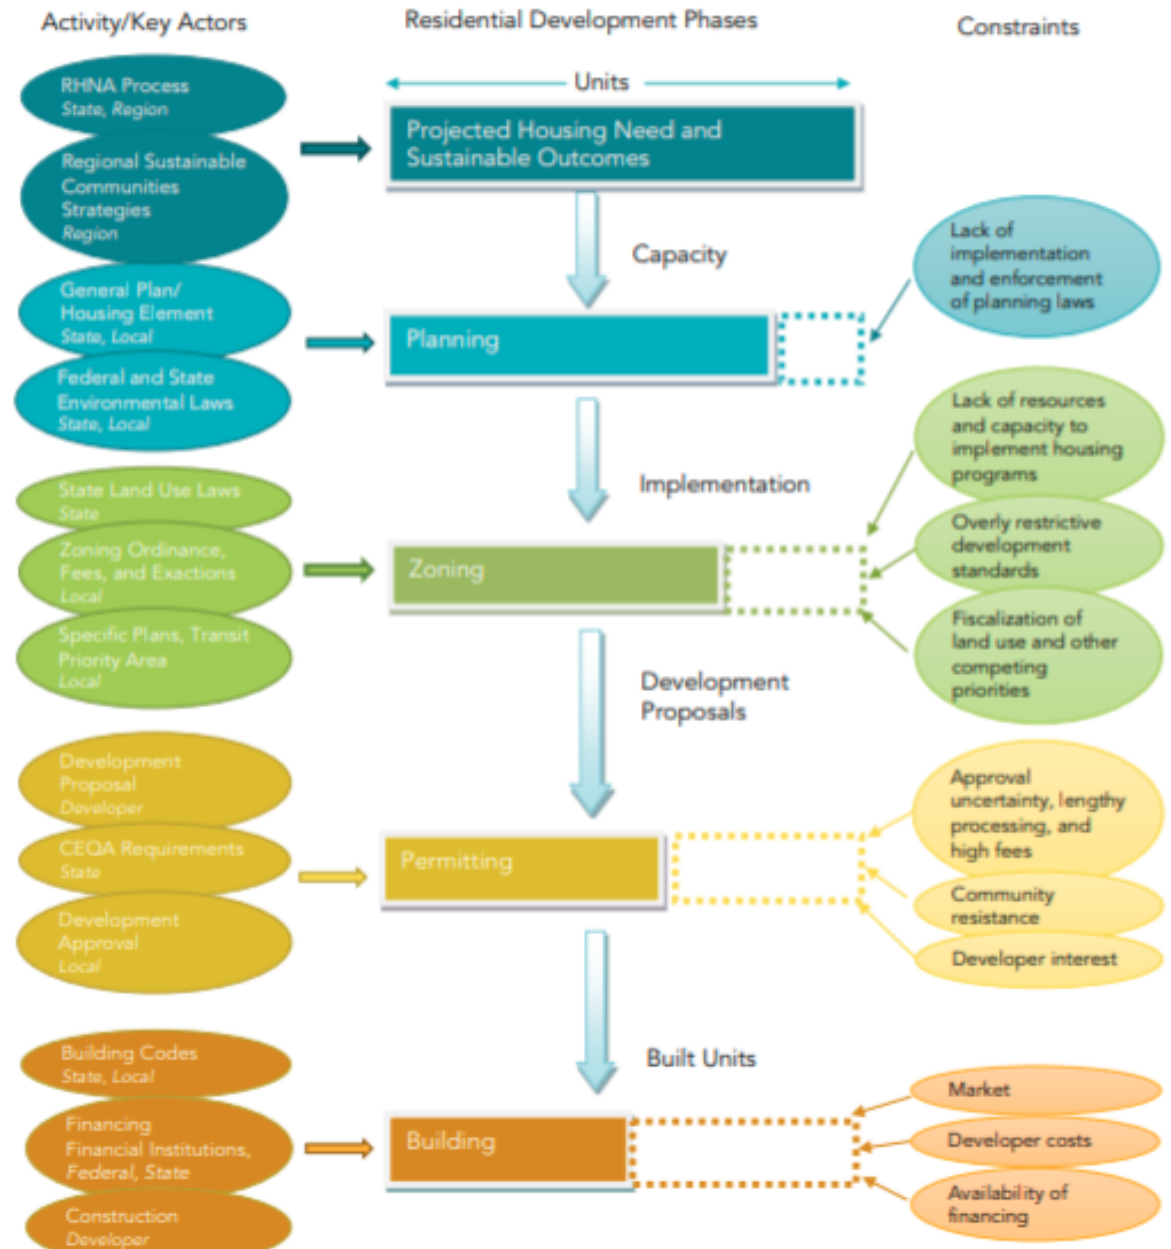 Activity/Key Actors
Residential Development Phases
Constraints
RHNA Process
State, Region
Regional Sustainable
Communities
Strategies
Region
Units
Projected Housing Need and
Sustainable Outcomes
Capacity
General Plan/
Housing Element
State, Local
Federal and State
Environmental Laws
State, Local
Planning
Lack of
implementation
and enforcement
of planning laws
Implementation
State Land Use Laws
State
Zoning Ordinance,
Fees, and Exactions
Local
Specific Plans, Transit
Priority Area
Local
Zoning
Lack of resources
and capacity to
implement housing
programs
Overly restrictive
development
standards
Fiscalization of
land use and other
competing
priorities
Development
Proposals
Development
Proposal
Developer
CEQA Requirements
State
Development
Approval
Local
Permitting
Approval
uncertainty, lengthy
processing, and
high fees
Community
resistance
Developer interest
Built Units
Building Codes
State, Local
Financing
Financial Institutions,
Federal, State
Construction
Developer
Building
Market
Developer costs
Availability of
financing